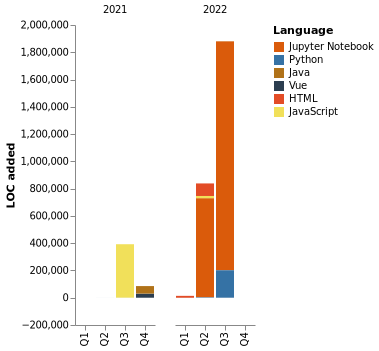 2021 2022
Language
Jupyter Notebook
Python
Java
Vue
HTML
JavaScript
LOC added
2,000,000
1,800,000
1,600,000
1,400,000
1,200,000
1,000,000
800,000
600,000
400,000
200,000
0
−200,000
Q1 Q2 Q3 Q4 Q1 Q2 Q3 Q4